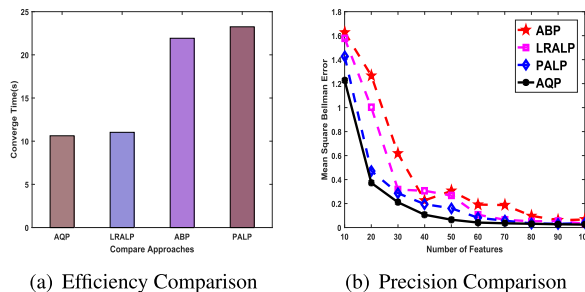 25
20
15
10
5
0
Converge Time(s)
AQP LRALP ABP PALP
Compare Approaches
(a) Efficiency Comparison
1.8
1.6
1.4
1.2
1
0.8
0.6
0.4
0.2
0
Mean Square Bellman Error
ABP
LRALP
PALP
AQP
10 20 30 40 50 60 70 80 90 10
Number of Features
(b) Precision Comparison